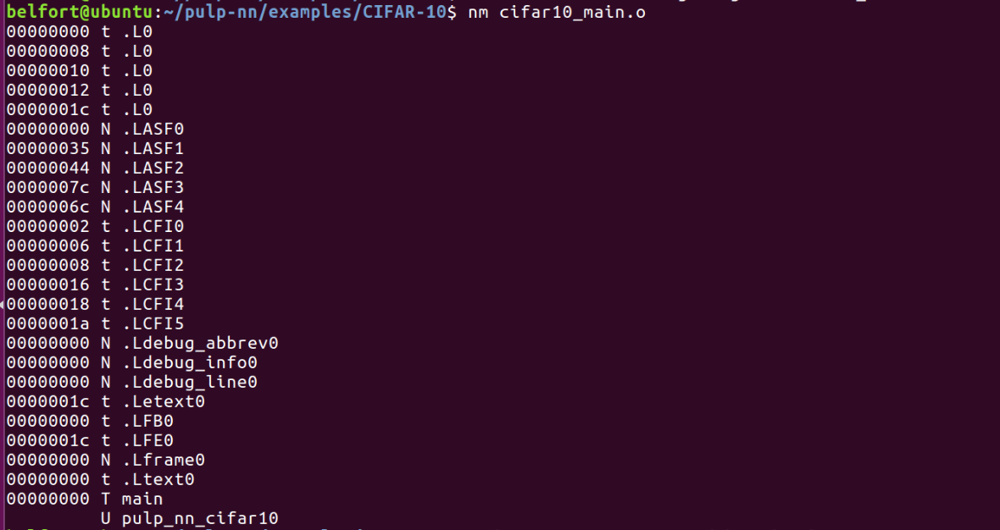 belfort@ubuntu:~/pulp-nn/examples/CIFAR-10$ nm cifar10_main.o
00000000 t .L0
00000008 t .L0
00000010 t .L0
00000012 t .L0
0000001c t .L0
00000000 N .LASF0
00000035 N .LASF1
00000044 N .LASF2
0000007c N .LASF3
0000006c N .LASF4
00000002 t .LCFI0
00000006 t .LCFI1
00000008 t .LCFI2
00000016 t .LCFI3
00000018 t .LCFI4
0000001a t .LCFI5
00000000 N .Ldebug_abbrev0
00000000 N .Ldebug_info0
00000000 N .Ldebug_line0
0000001c t .Letext0
00000000 t .LFB0
0000001c t .LFE0
00000000 N .Lframe0
00000000 t .Ltext0
00000000 T main
U pulp_nn_cifar10